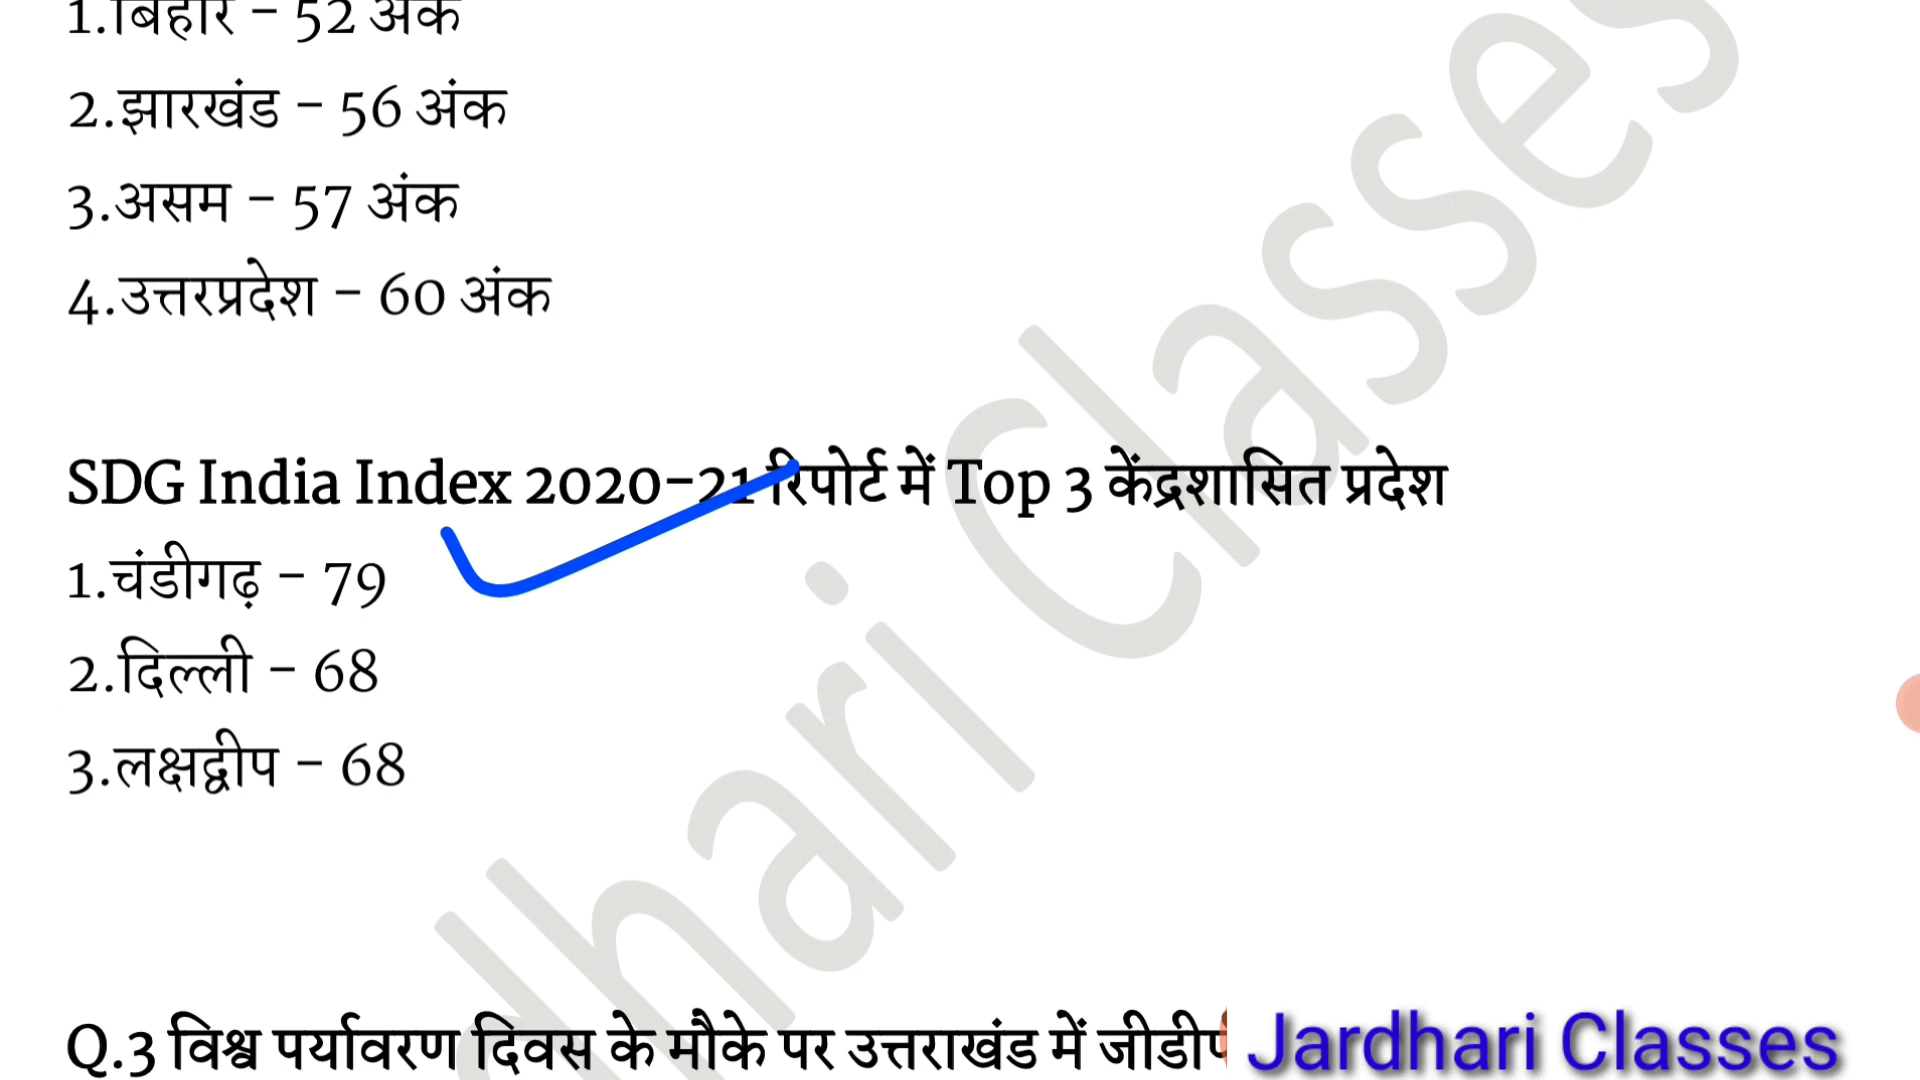 1.बिहार - 52 अंक
2.झारखंड - 56 अंक
3.असम - 57 अंक
4.उत्तरप्रदेश - 60 अंक
SDG India Index 2020-21 रिपोर्ट में Top 3 केंद्रशासित प्रदेश
1.चंडीगढ़ - 79
2.दिल्ली - 68
3.लक्षद्वीप - 68
Q.3 विश्व पर्यावरण दिवस के मौके पर उत्तराखंड में
Jardhari Classes
dhari Classes